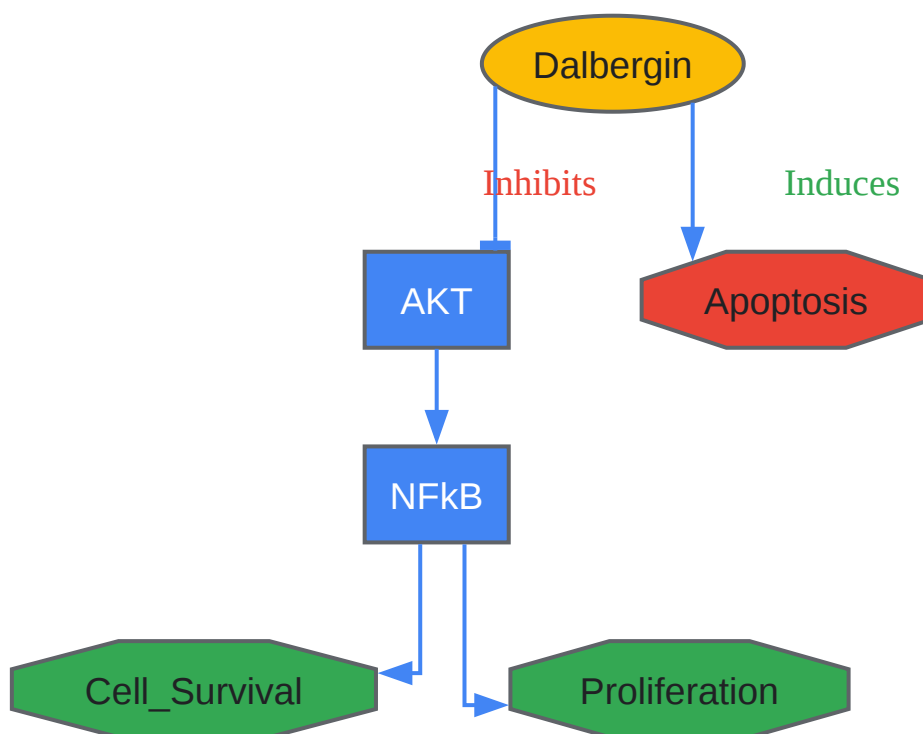 Dalbergin
Inhibits
Induces
AKT
Apoptosis
NFkB
Cell_Survival
Proliferation